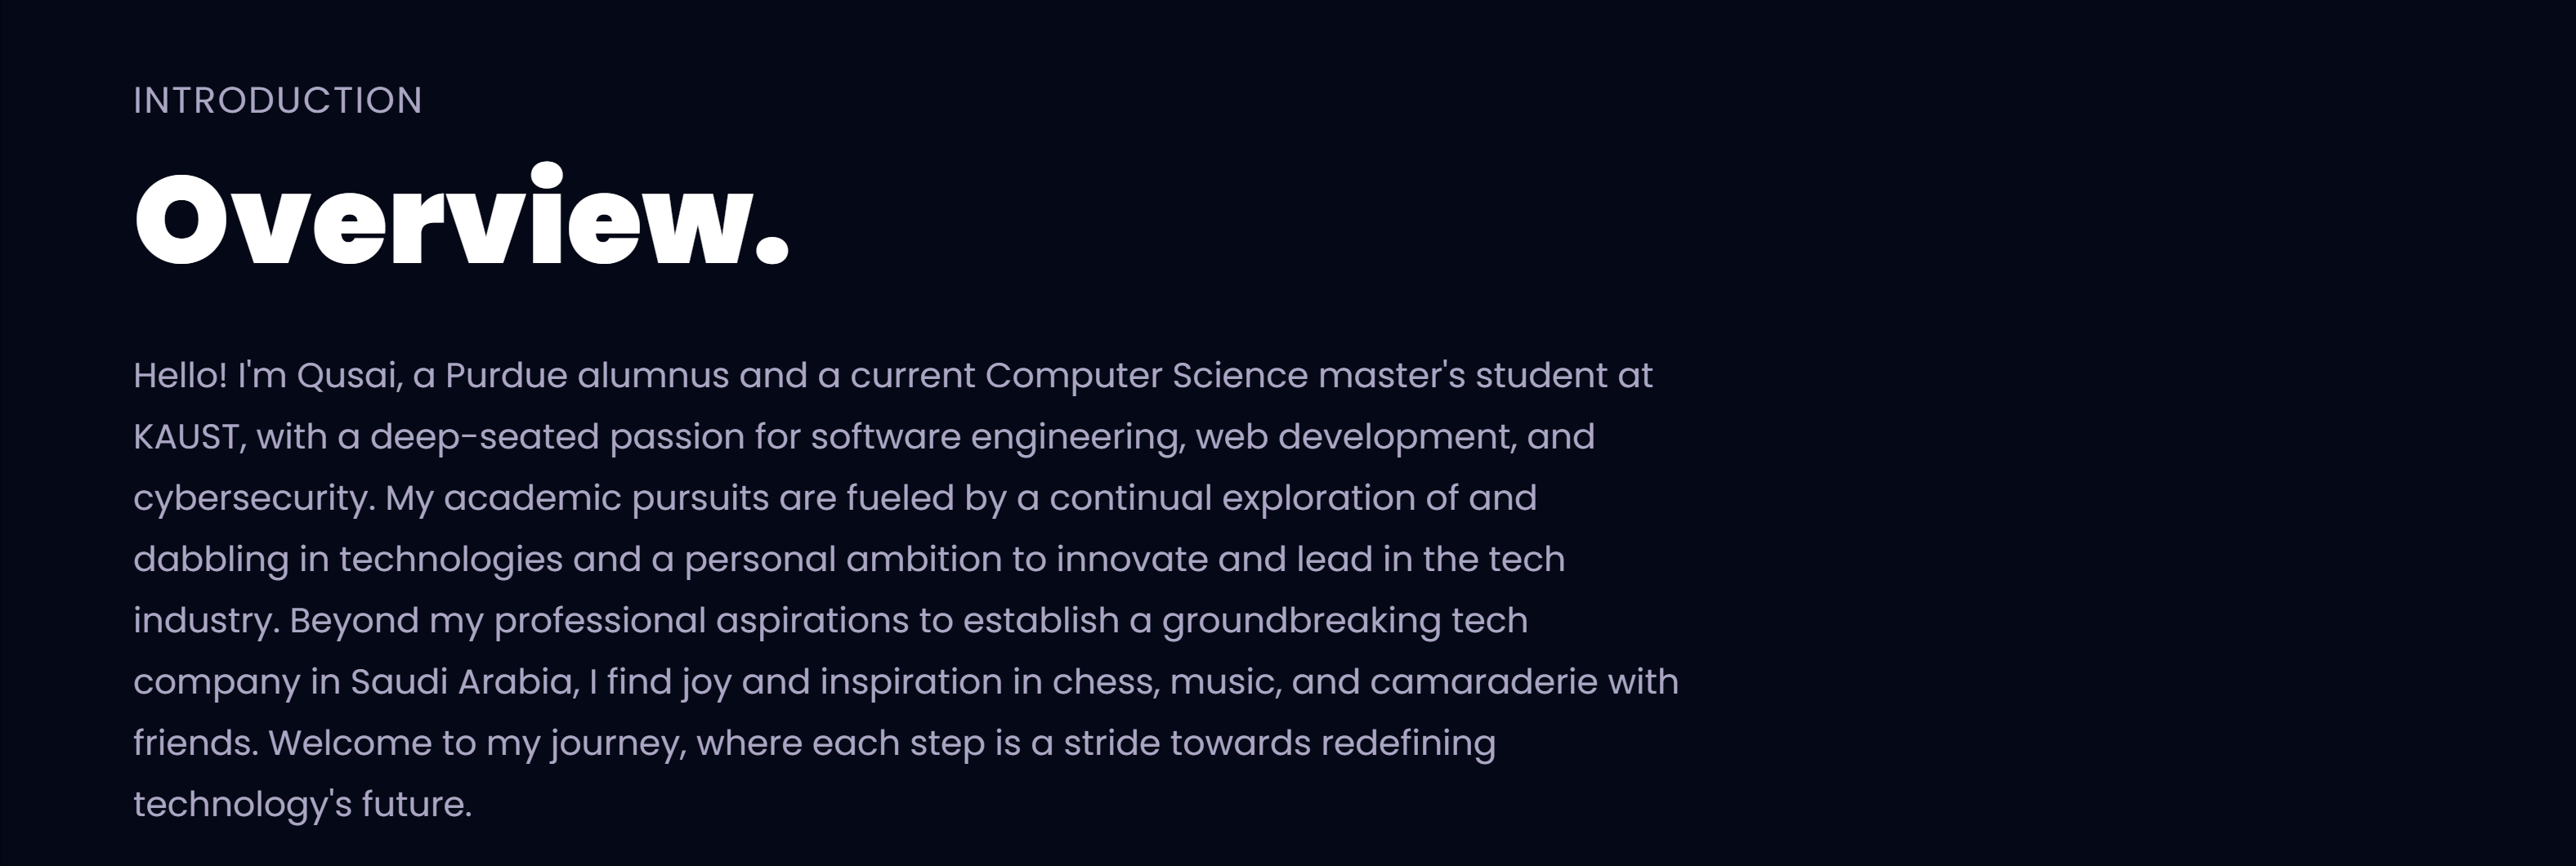 INTRODUCTION
Overview.
Hello! I'm Qusai, a Purdue alumnus and a current Computer Science master's student at
KAUST, with a deep-seated passion for software engineering, web development, and
cybersecurity. My academic pursuits are fueled by a continual exploration of and
dabbling in technologies and a personal ambition to innovate and lead in the tech
industry. Beyond my professional aspirations to establish a groundbreaking tech
company in Saudi Arabia, I find joy and inspiration in chess, music, and camaraderie with
friends. Welcome to my journey, where each step is a stride towards redefining
technology's future.